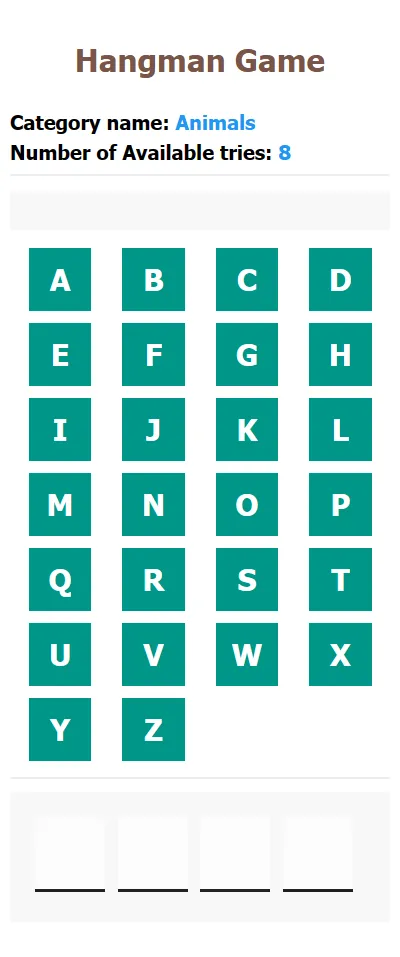 Hangman Game
Category name: Animals
Number of Available tries: 8
A B C D
E F G H
I J K L
M N O P
Q R S T
U V W X
Y Z